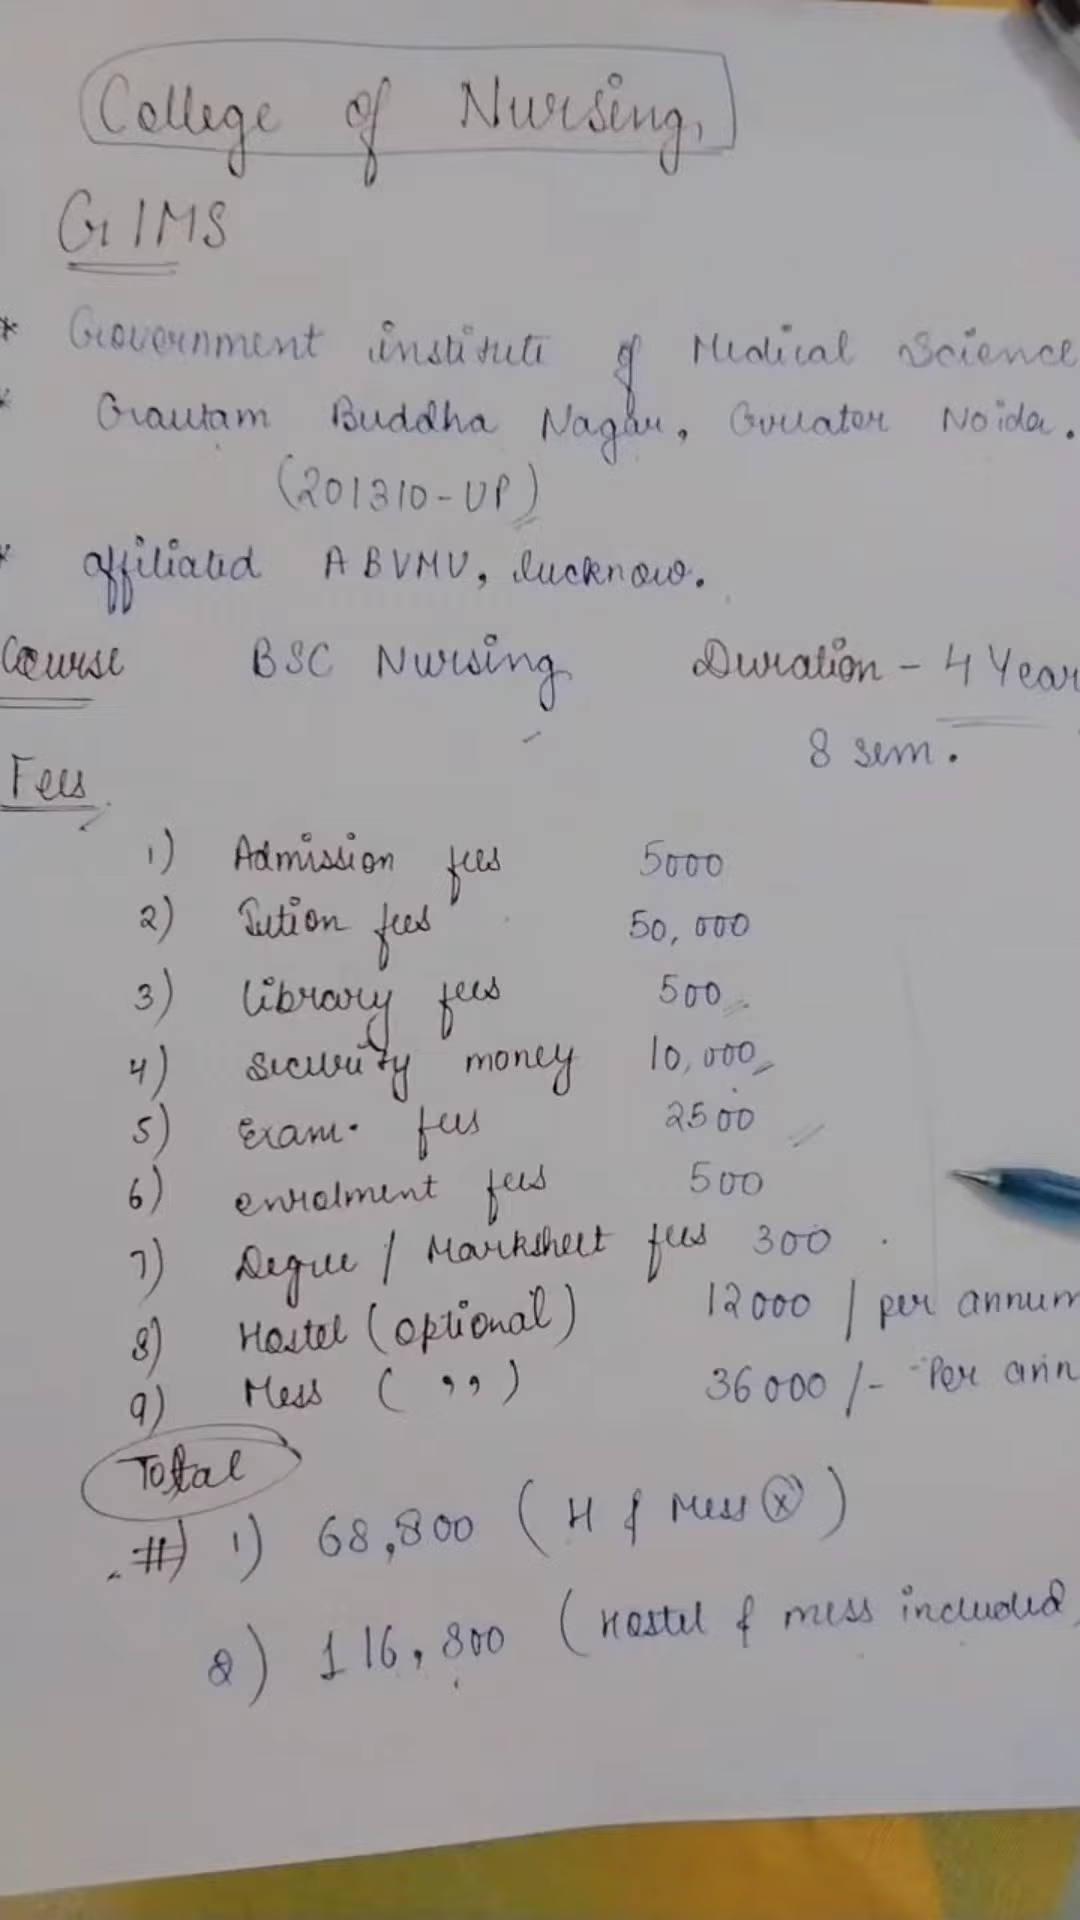 College of Nursing,
GIMS
* Government institute of Medical Science
* Gautam Buddha Nagar, Greater Noida.
(201310-UP)
* affiliated ABVMU, lucknow.
Course BSC Nursing Duration - 4 Year
8 sem.
Fees
1) Admission fees 5000
2) Tution fees 50,000
3) library fees 500
4) Security money 10,000
5) Exam. fees 2500
6) enrolment fees 500
7) Degree / Marksheet fees 300
8) Hostel (optional) 12000 / per annum
9) Mess ( ,, ) 36000 /- Per ann
Total
#) 1) 68,800 ( H & Mess ⓧ )
2) 116,800 ( Hostel & mess included